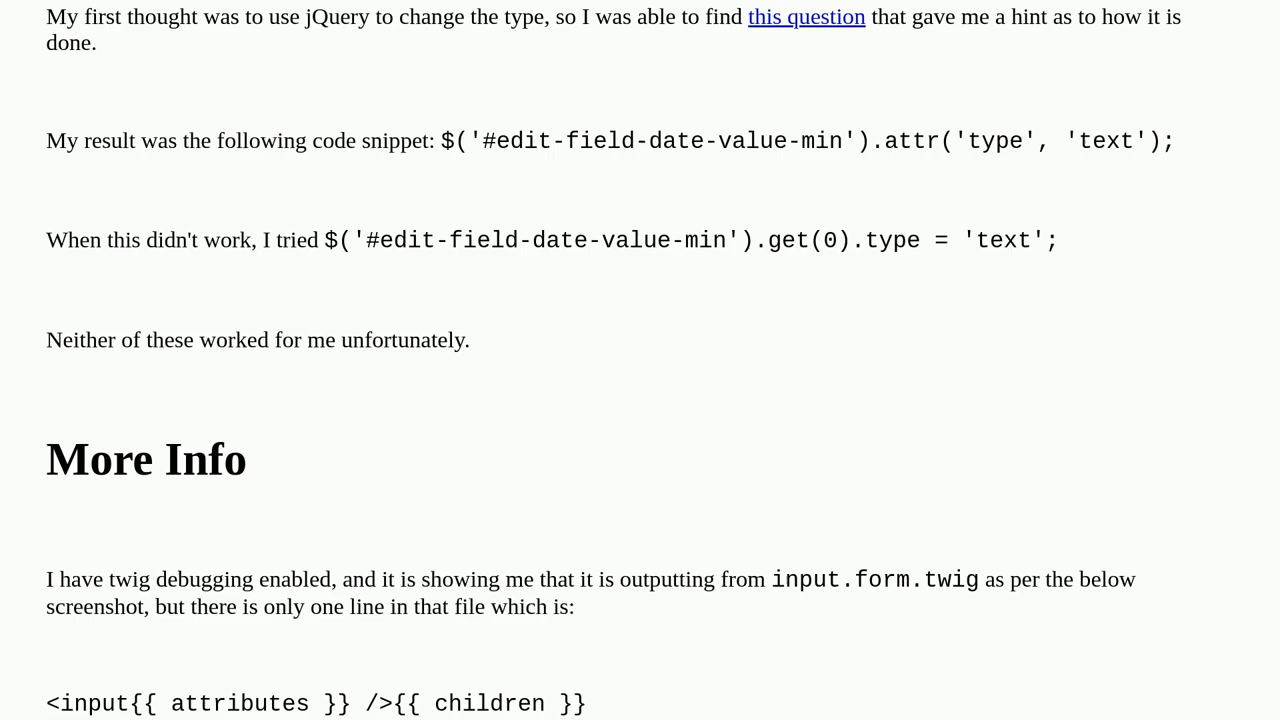 My first thought was to use jQuery to change the type, so I was able to find this question that gave me a hint as to how it is
done.
My result was the following code snippet: $('#edit-field-date-value-min').attr('type', 'text');
When this didn't work, I tried $('#edit-field-date-value-min').get(0).type = 'text';
Neither of these worked for me unfortunately.
More Info
I have twig debugging enabled, and it is showing me that it is outputting from input.form.twig as per the below
screenshot, but there is only one line in that file which is:
<input{{ attributes }} />{{ children }}